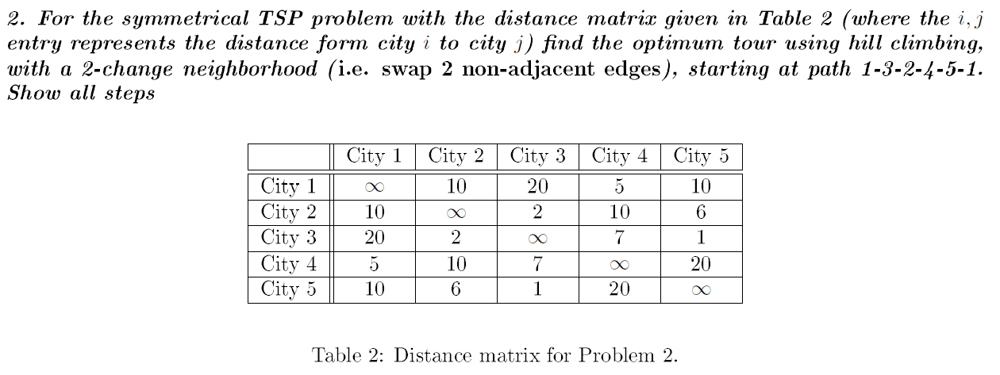 2. For the symmetrical TSP problem with the distance matrix given in Table 2 (where the i, j
entry represents the distance form city i to city j) find the optimum tour using hill climbing,
with a 2-change neighborhood (i.e. swap 2 non-adjacent edges), starting at path 1-3-2-4-5-1.
Show all steps
City 1 City 2 City 3 City 4 City 5
City 1 ∞ 10 20 5 10
City 2 10 ∞ 2 10 6
City 3 20 2 ∞ 7 1
City 4 5 10 7 ∞ 20
City 5 10 6 1 20 ∞
Table 2: Distance matrix for Problem 2.